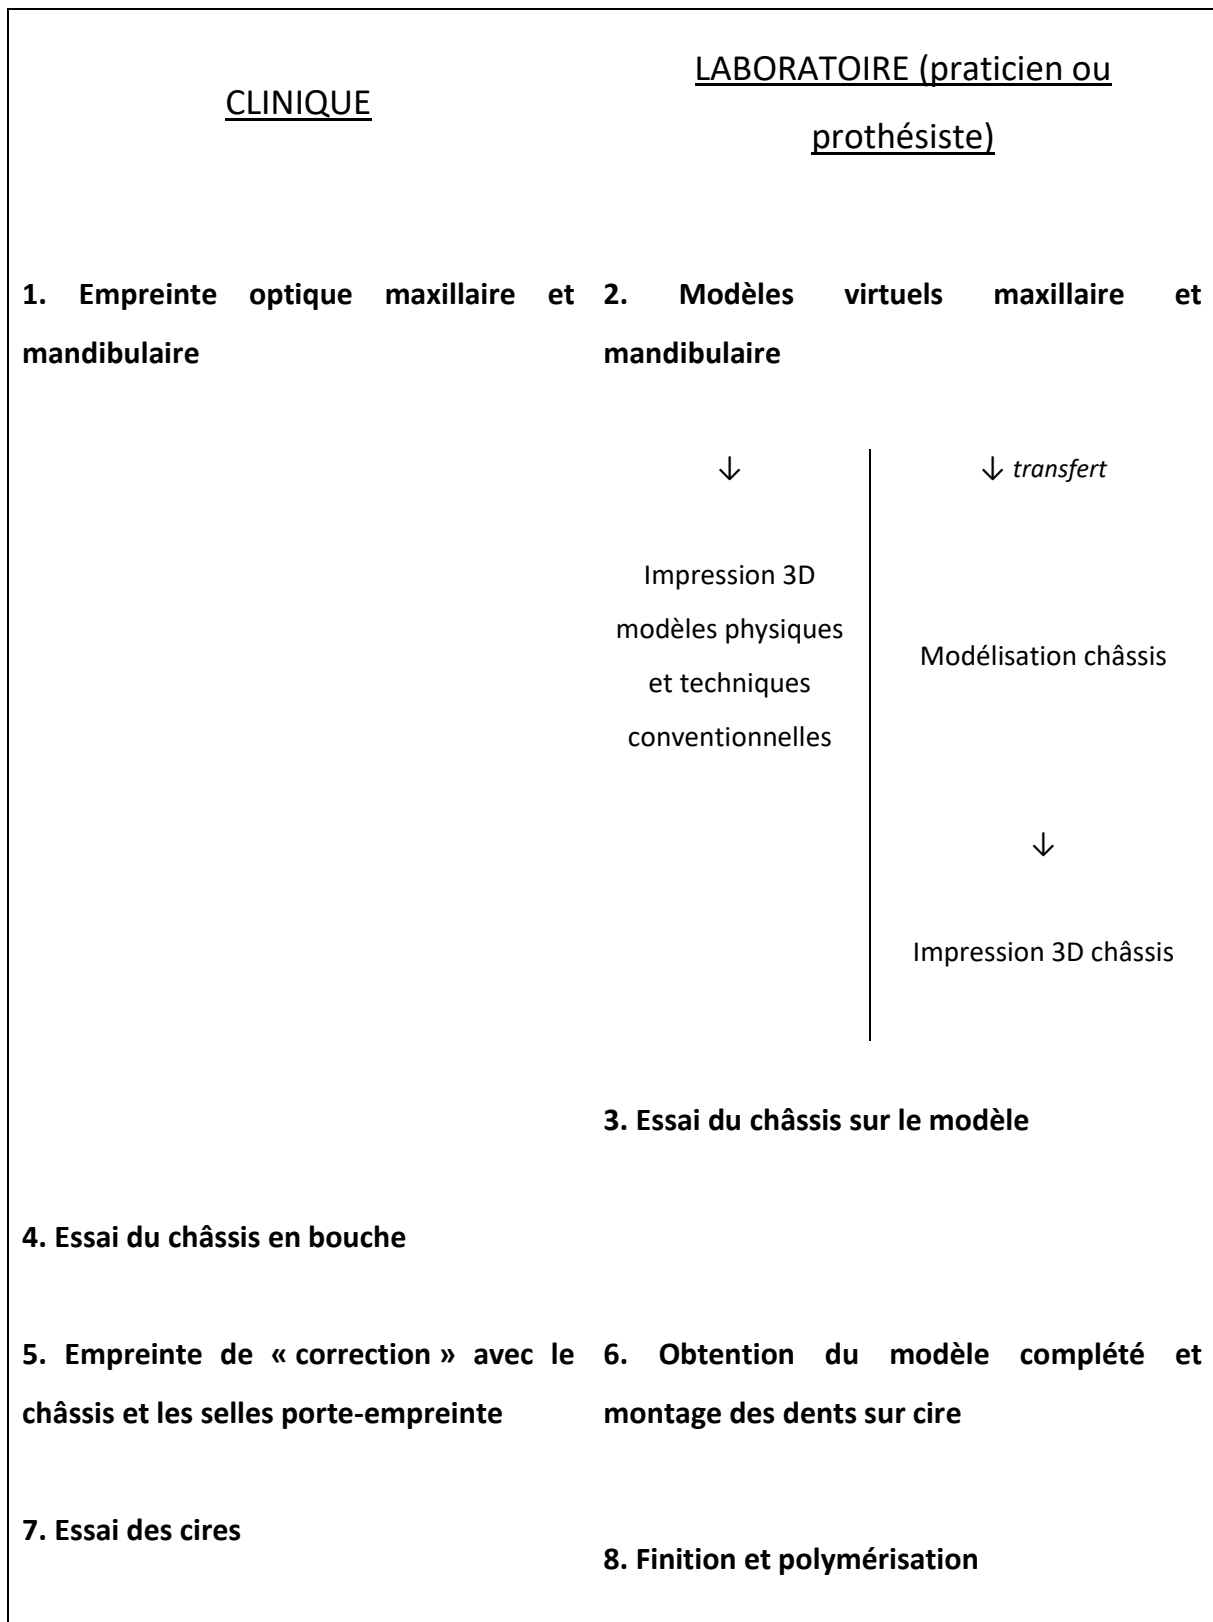 CLINIQUE
LABORATOIRE (praticien ou
prothésiste)
1. Empreinte optique maxillaire et
mandibulaire
2. Modèles virtuels maxillaire et
mandibulaire
↓
Impression 3D
modèles physiques
et techniques
conventionnelles
↓ transfert
Modélisation châssis
↓
Impression 3D châssis
3. Essai du châssis sur le modèle
4. Essai du châssis en bouche
5. Empreinte de « correction » avec le
châssis et les selles porte-empreinte
6. Obtention du modèle complété et
montage des dents sur cire
7. Essai des cires
8. Finition et polymérisation